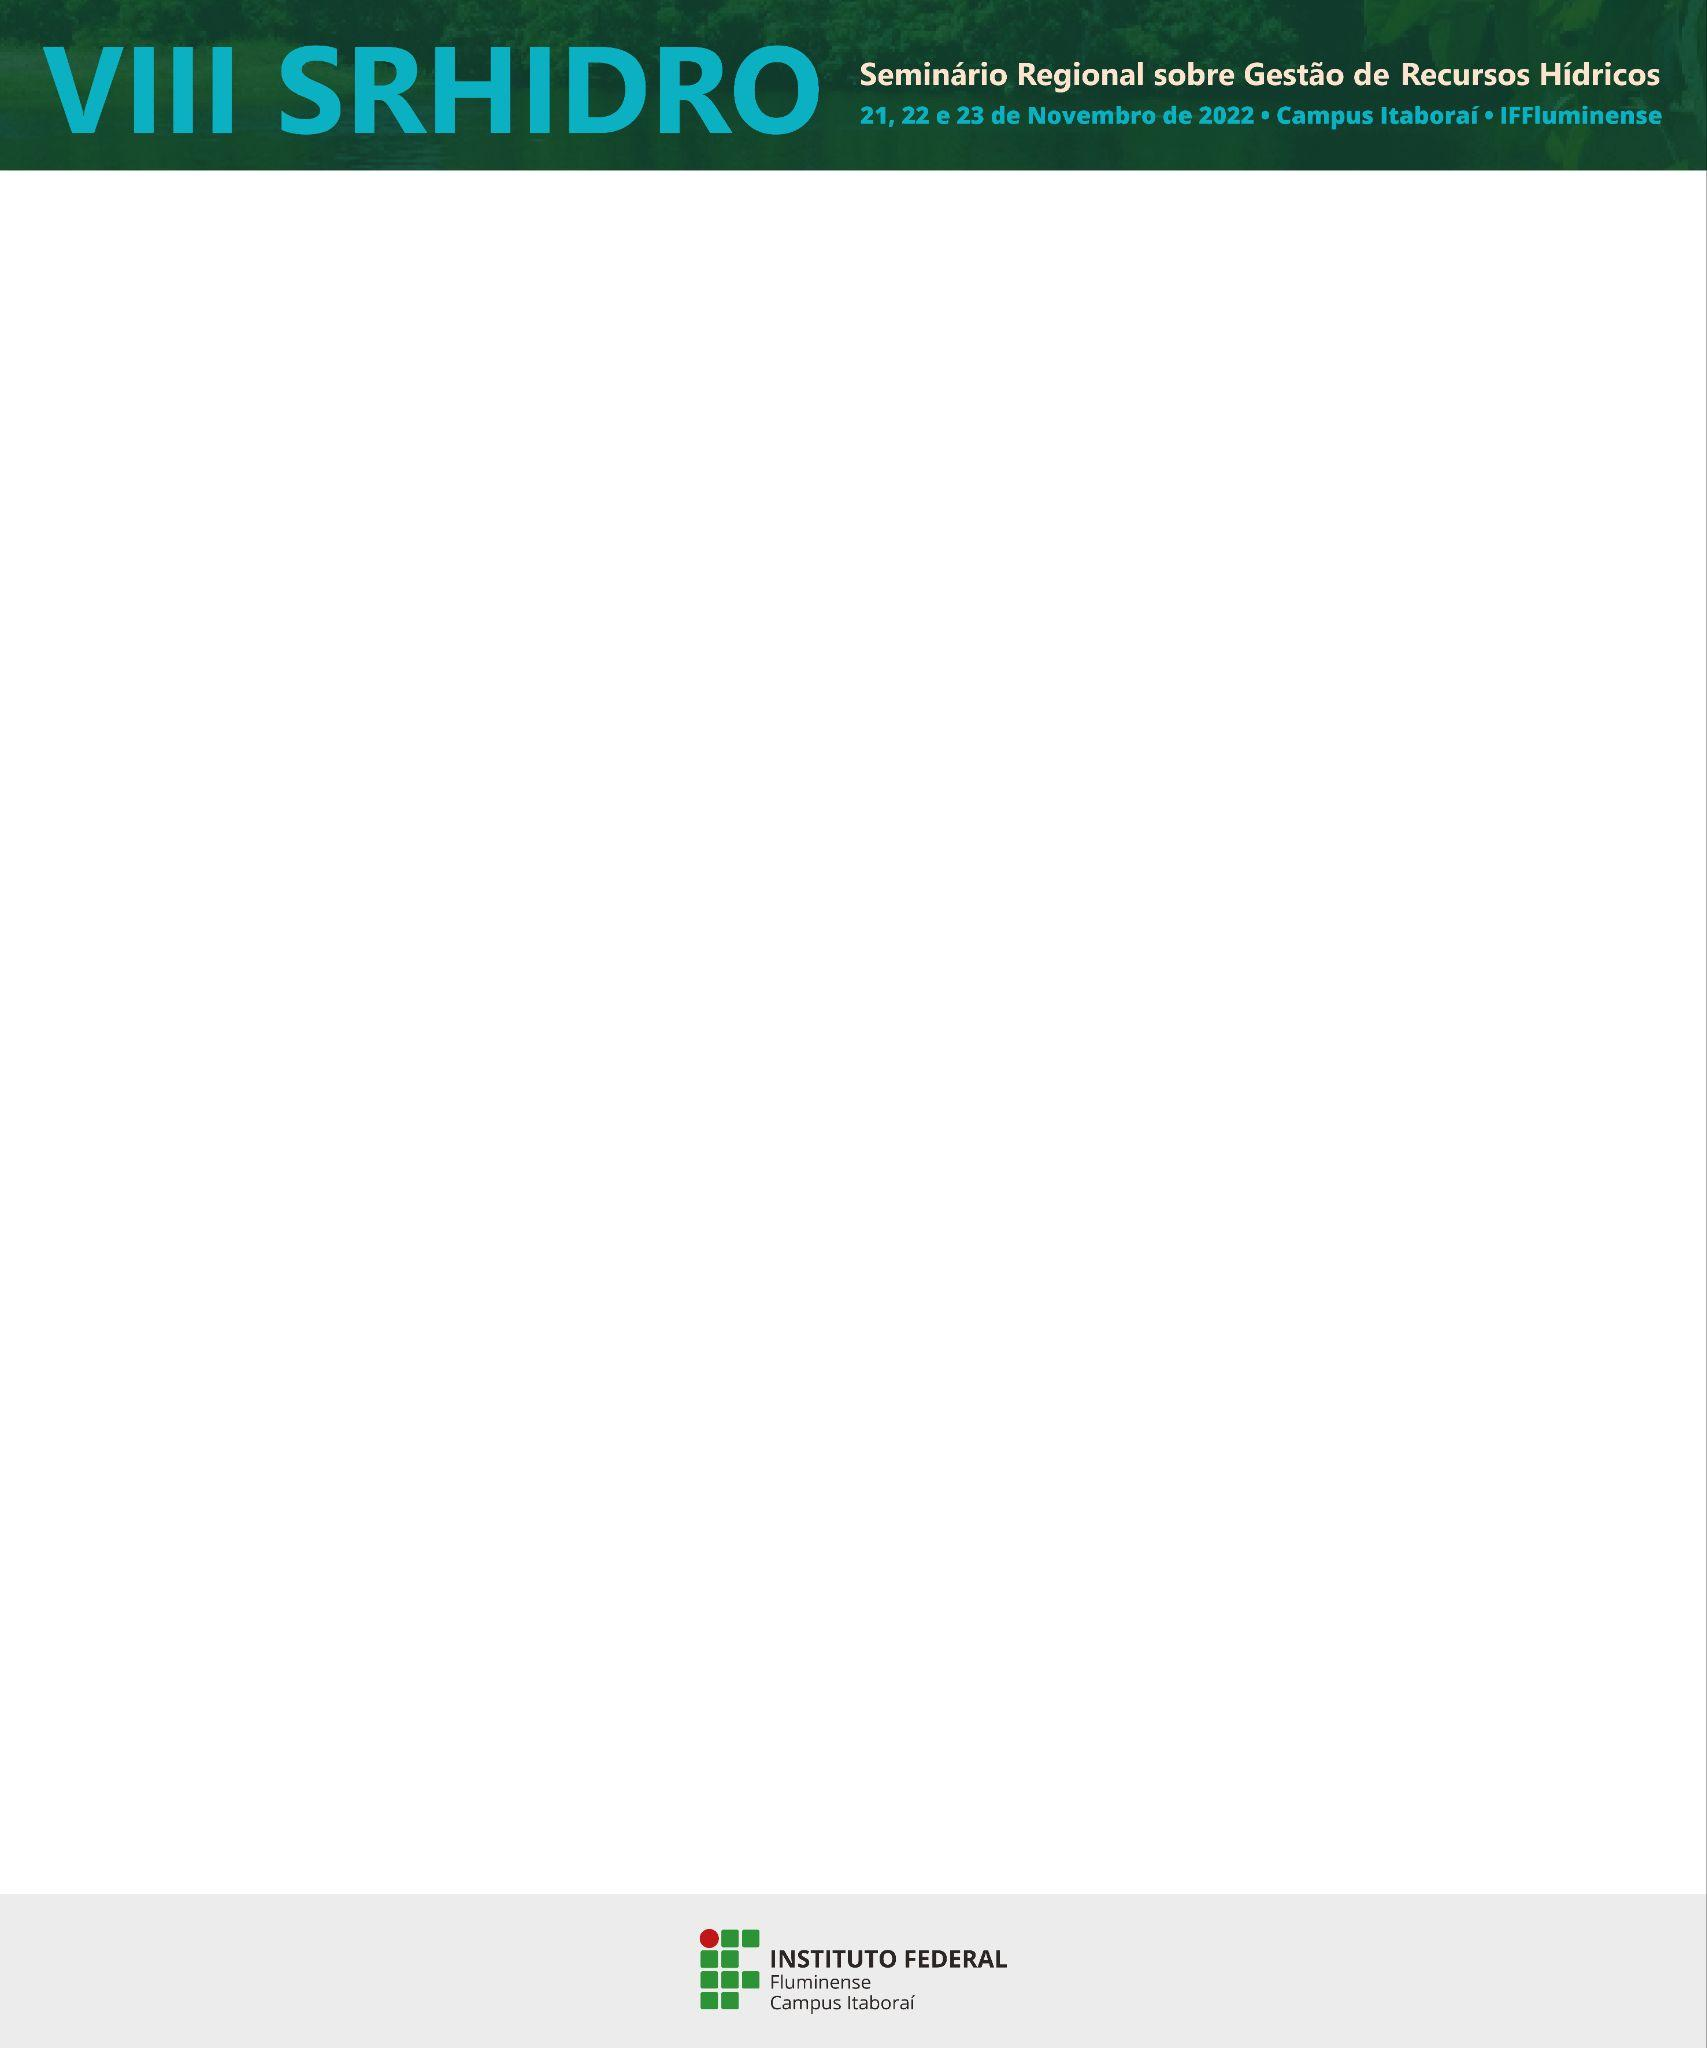 VIII SRHIDRO
Seminário Regional sobre Gestão de Recursos Hídricos
21, 22 e 23 de Novembro de 2022 • Campus Itaboraí • IFFluminense
INSTITUTO FEDERAL
Fluminense
Campus Itaboraí